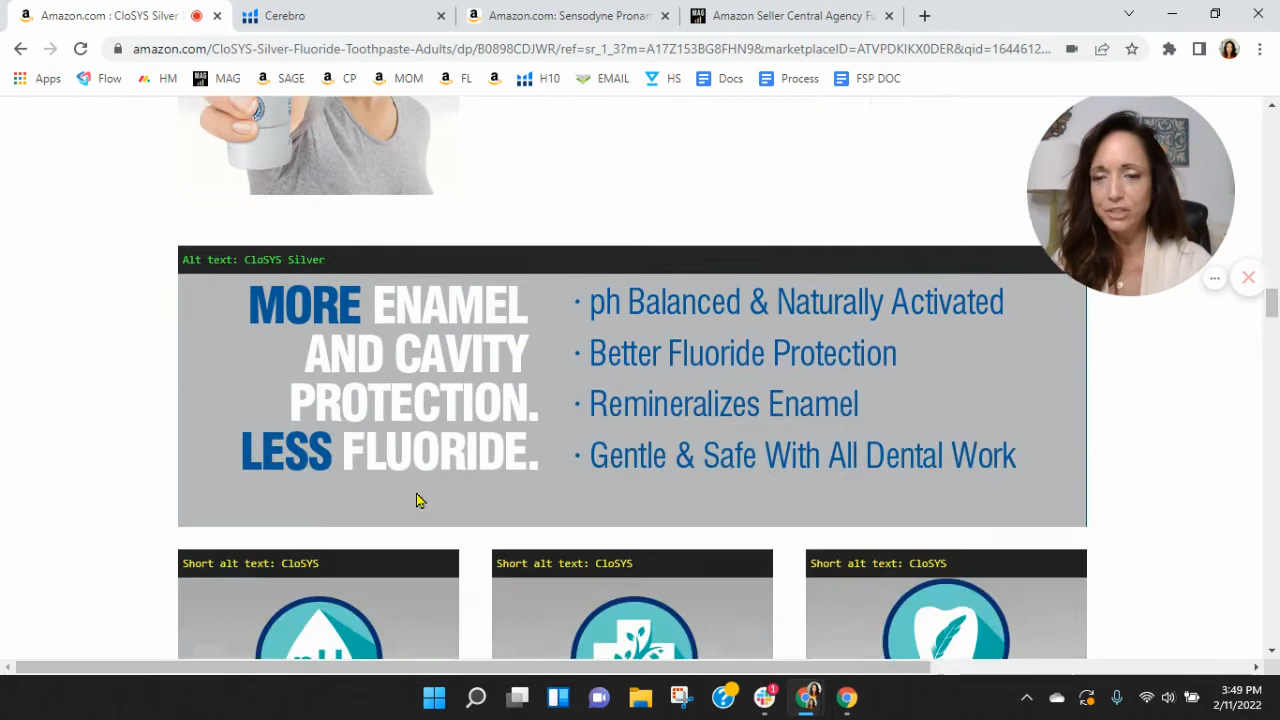 Amazon.com : CloSYS Silver
Cerebro
Amazon.com: Sensodyne Pronam
Amazon Seller Central Agency Fu
amazon.com/CloSYS-Silver-Fluoride-Toothpaste-Adults/dp/B0898CDJWR/ref=sr_1_3?m=A17Z153BG8FHN9&marketplaceID=ATVPDKIKX0DER&qid=1644612...
Apps Flow HM MAG SAGE CP MOM FL H10 EMAIL HS Docs Process FSP DOC
Alt text: CloSYS Silver
MORE ENAMEL
AND CAVITY
PROTECTION.
LESS FLUORIDE.
· ph Balanced & Naturally Activated
· Better Fluoride Protection
· Remineralizes Enamel
· Gentle & Safe With All Dental Work
Short alt text: CloSYS
Short alt text: CloSYS
Short alt text: CloSYS
pH
3:49 PM
2/11/2022